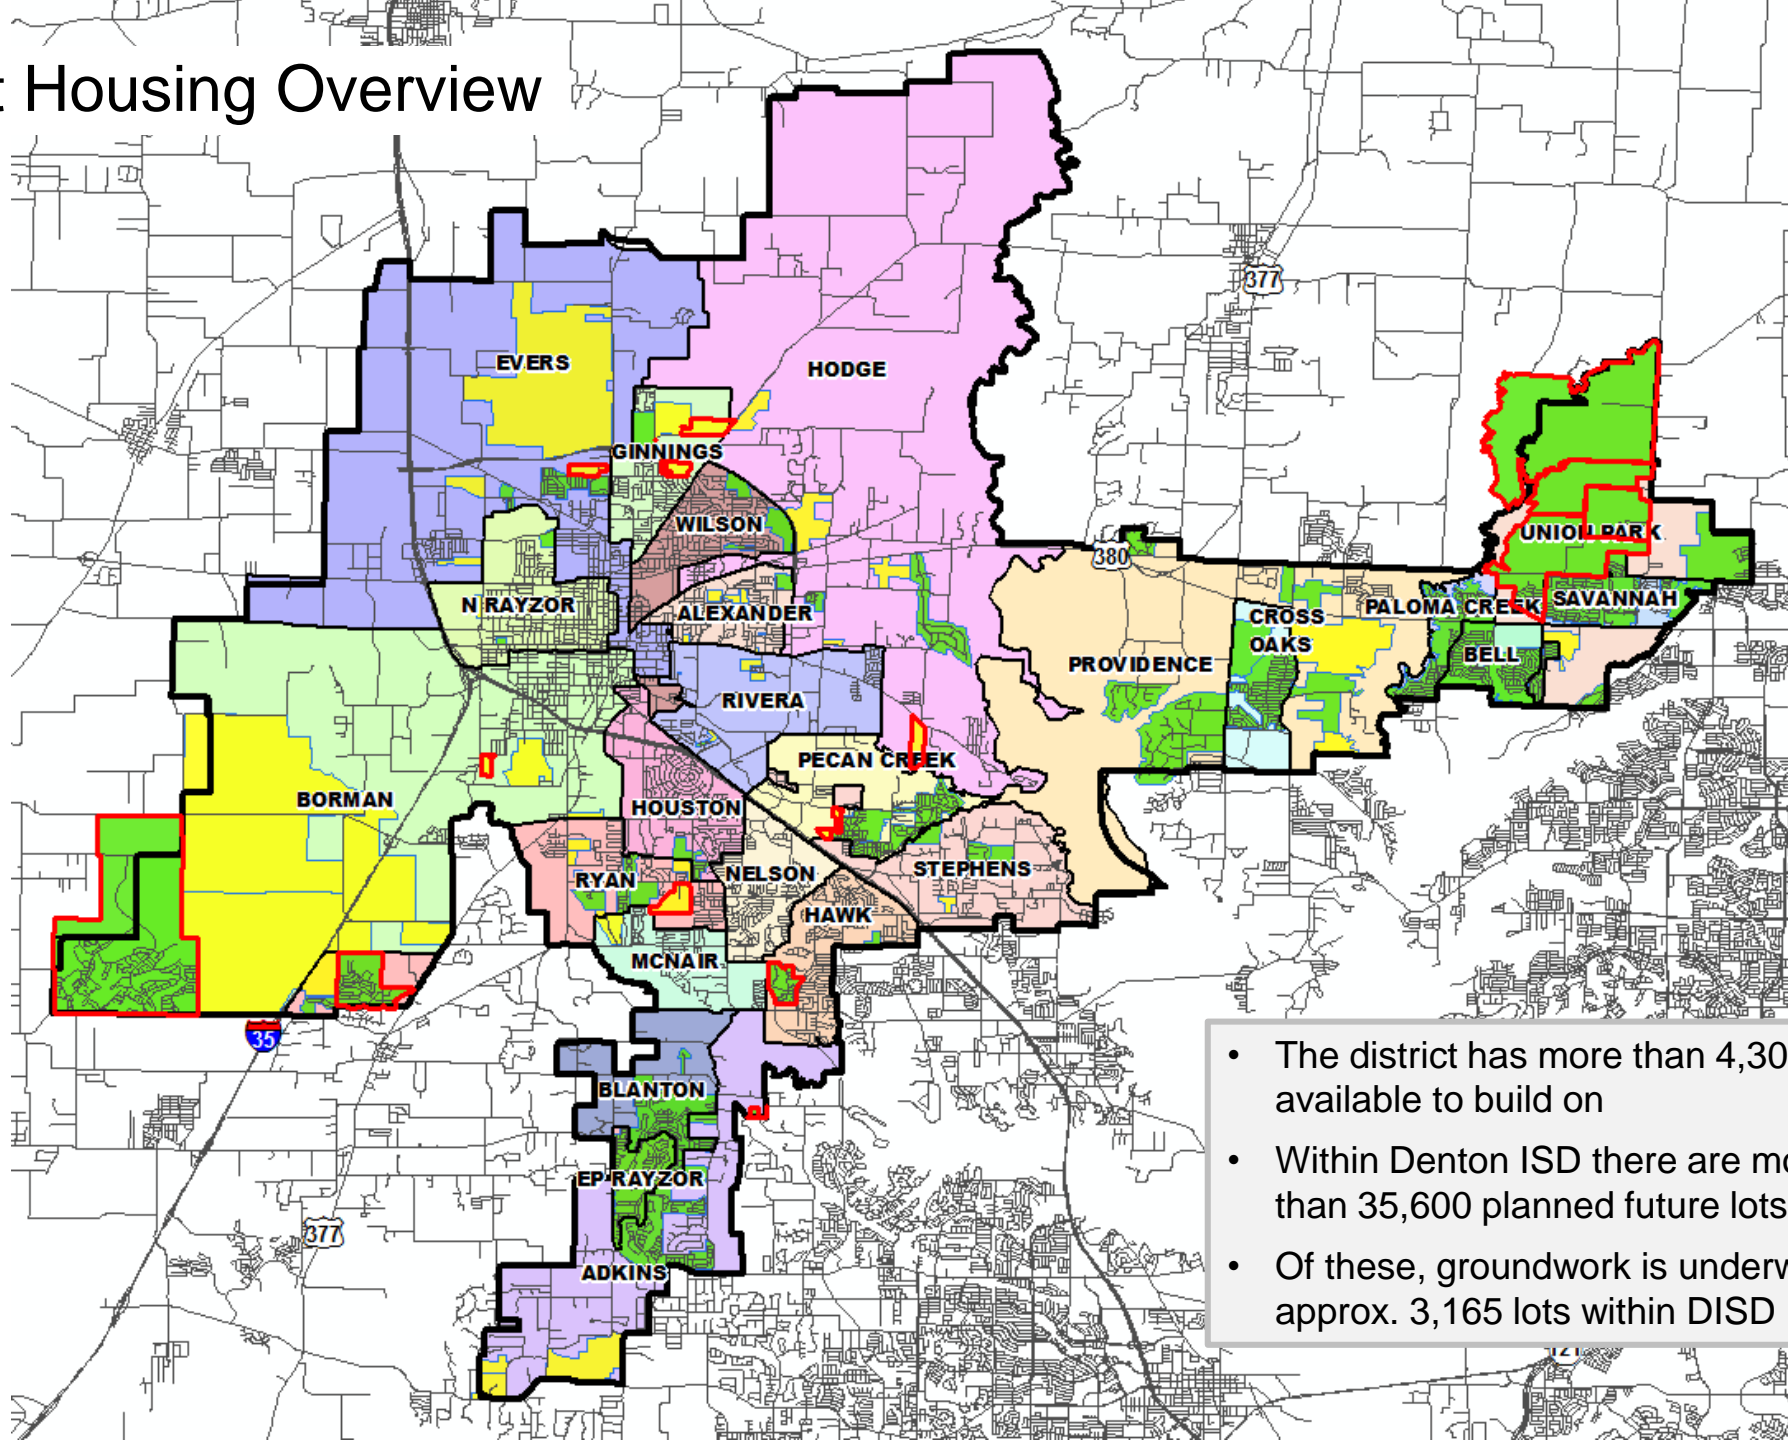 t Housing Overview
377
EVERS
HODGE
GINNINGS
WILSON
UNION PARK
380
N RAYZOR
ALEXANDER
CROSS
OAKS
PALOMA CREEK
SAVANNAH
PROVIDENCE
BELL
RIVERA
PECAN CREEK
BORMAN
HOUSTON
RYAN
NELSON
STEPHENS
HAWK
MCNAIR
35
BLANTON
EP RAYZOR
377
ADKINS
• The district has more than 4,30
available to build on
• Within Denton ISD there are mo
than 35,600 planned future lots
• Of these, groundwork is underw
approx. 3,165 lots within DISD
121